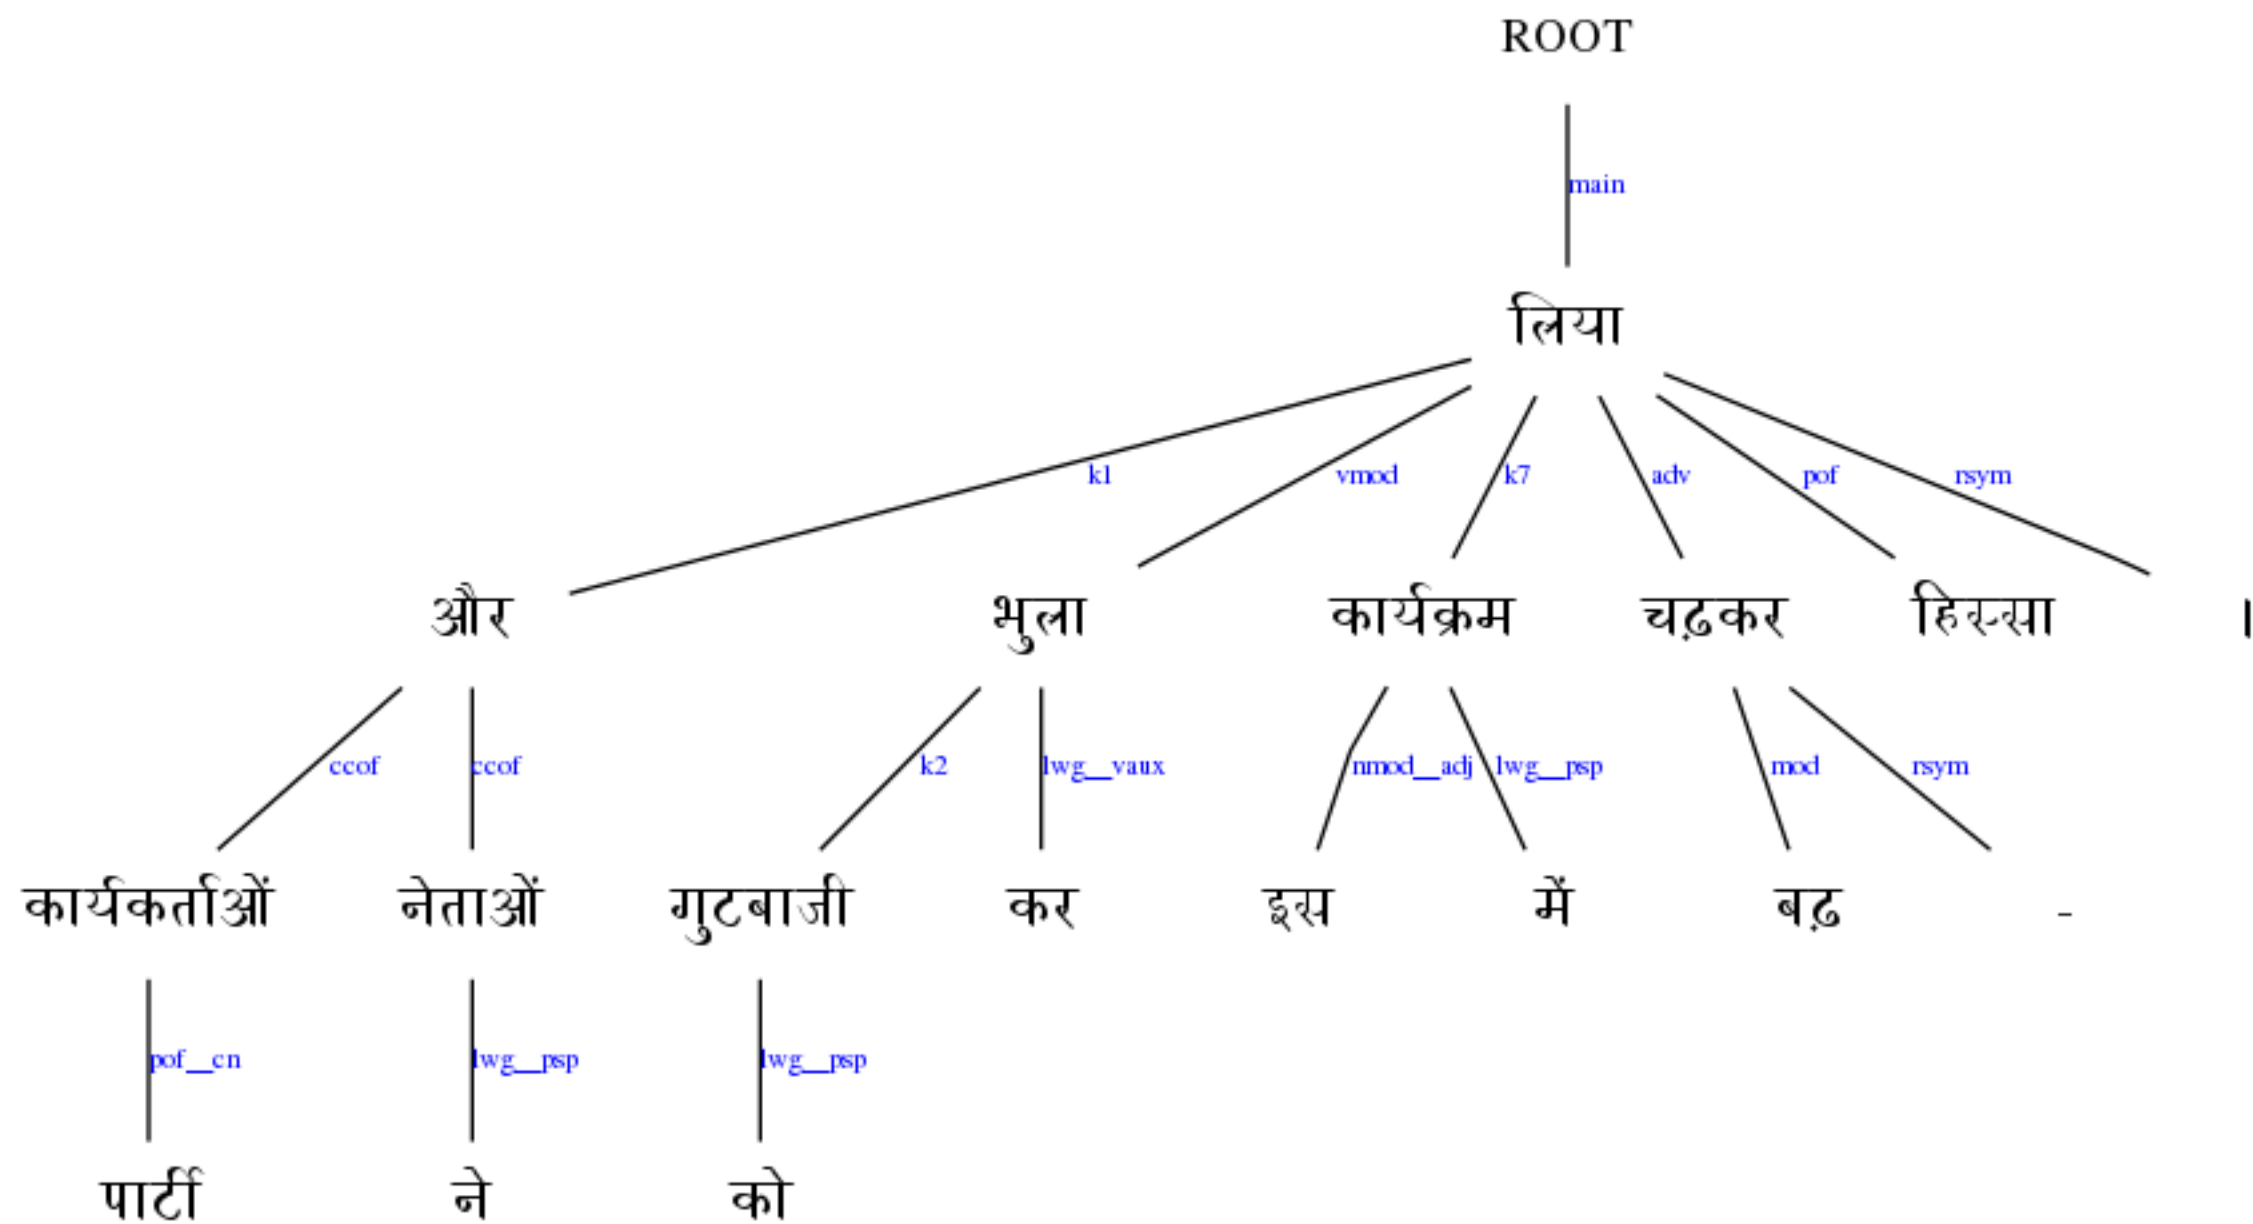 ROOT
main
लिया
k1 vmod k7 adv pof rsym
और भुला कार्यक्रम चढ़कर हिस्सा ।
ccof ccof k2 lwg__vaux nmod__adj lwg__psp mod rsym
कार्यकर्ताओं नेताओं गुटबाजी कर इस में बढ़ -
pof__cn lwg__psp lwg__psp
पार्टी ने को